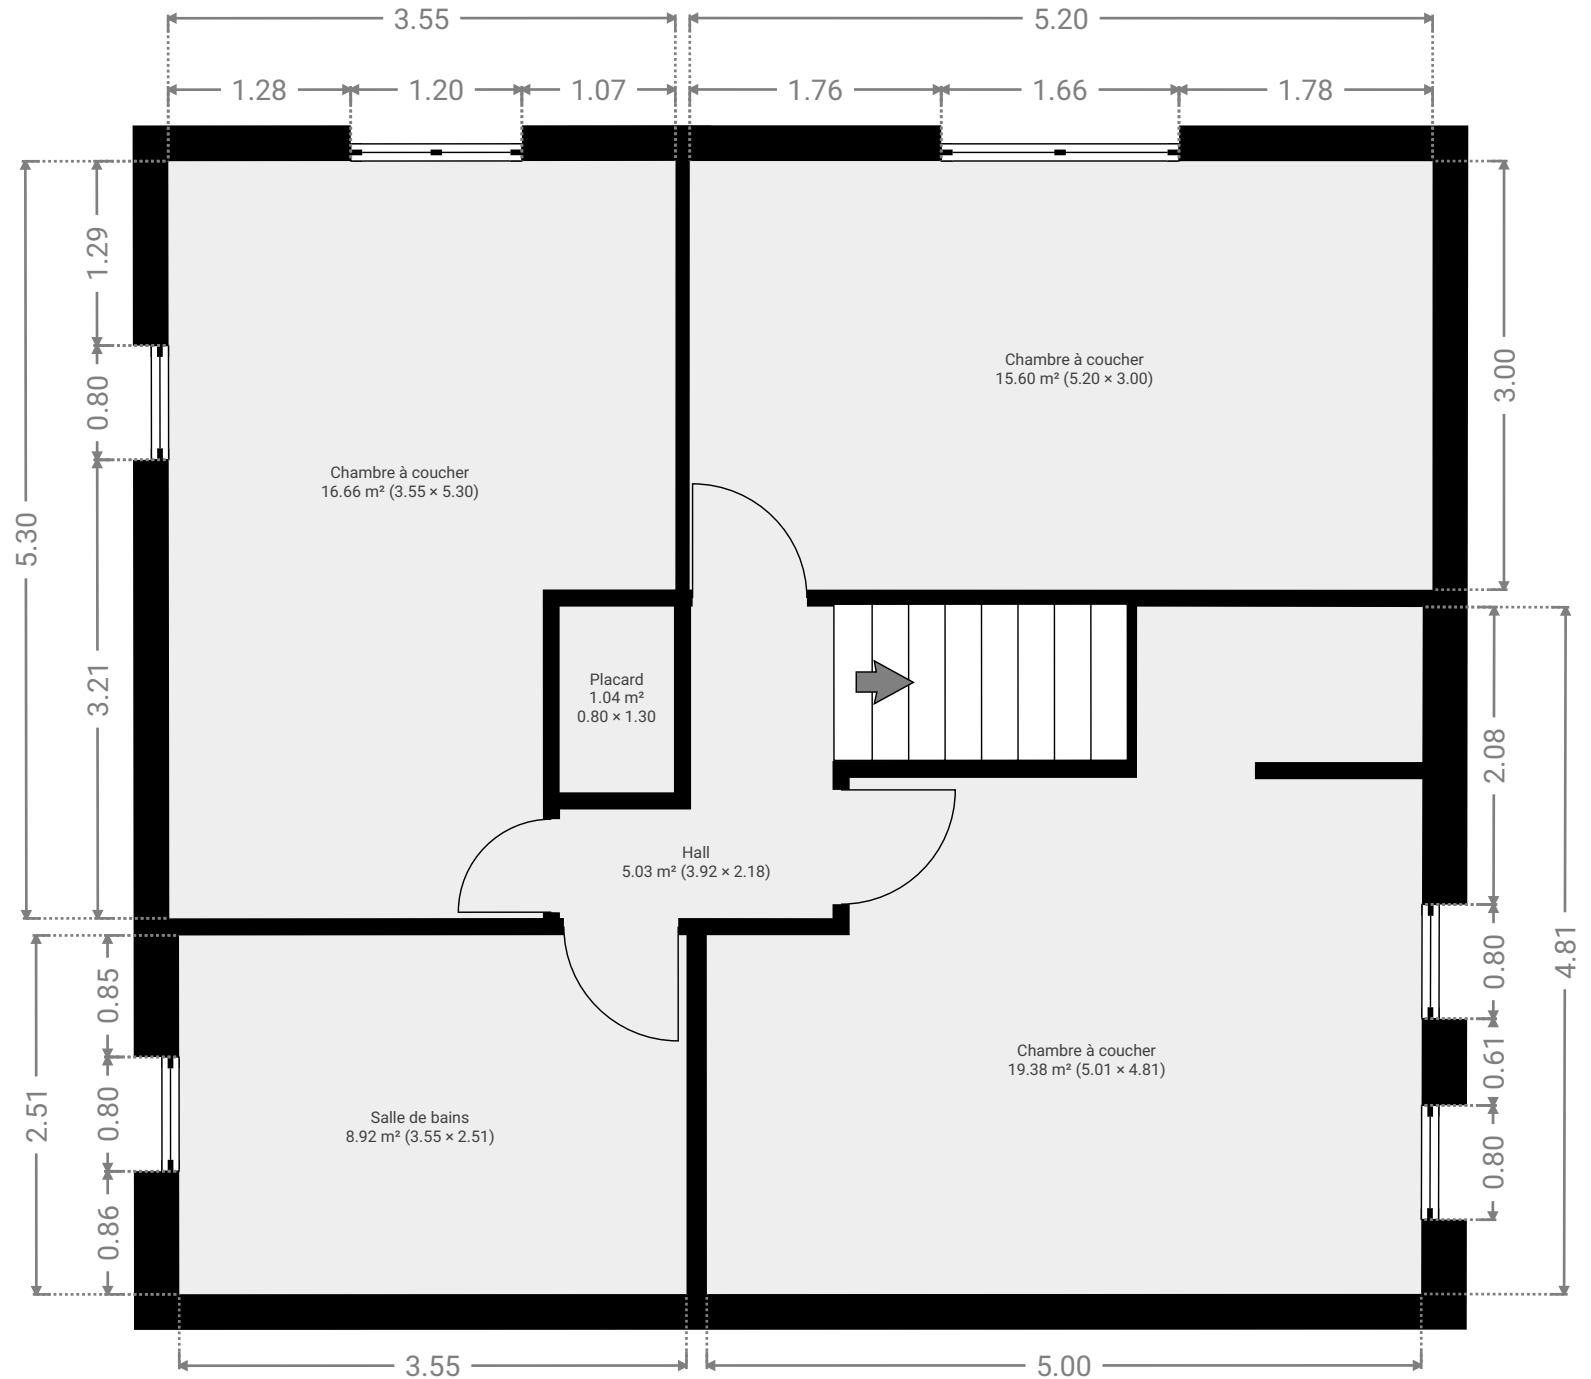 3.55
5.20
1.28
1.20
1.07
1.76
1.66
1.78
1.29
0.80
3.21
5.30
Chambre à coucher
16.66 m² (3.55 × 5.30)
Chambre à coucher
15.60 m² (5.20 × 3.00)
3.00
Placard
1.04 m²
0.80 × 1.30
Hall
5.03 m² (3.92 × 2.18)
2.08
0.80
0.61
0.80
4.81
0.85
0.80
0.86
2.51
Salle de bains
8.92 m² (3.55 × 2.51)
Chambre à coucher
19.38 m² (5.01 × 4.81)
3.55
5.00